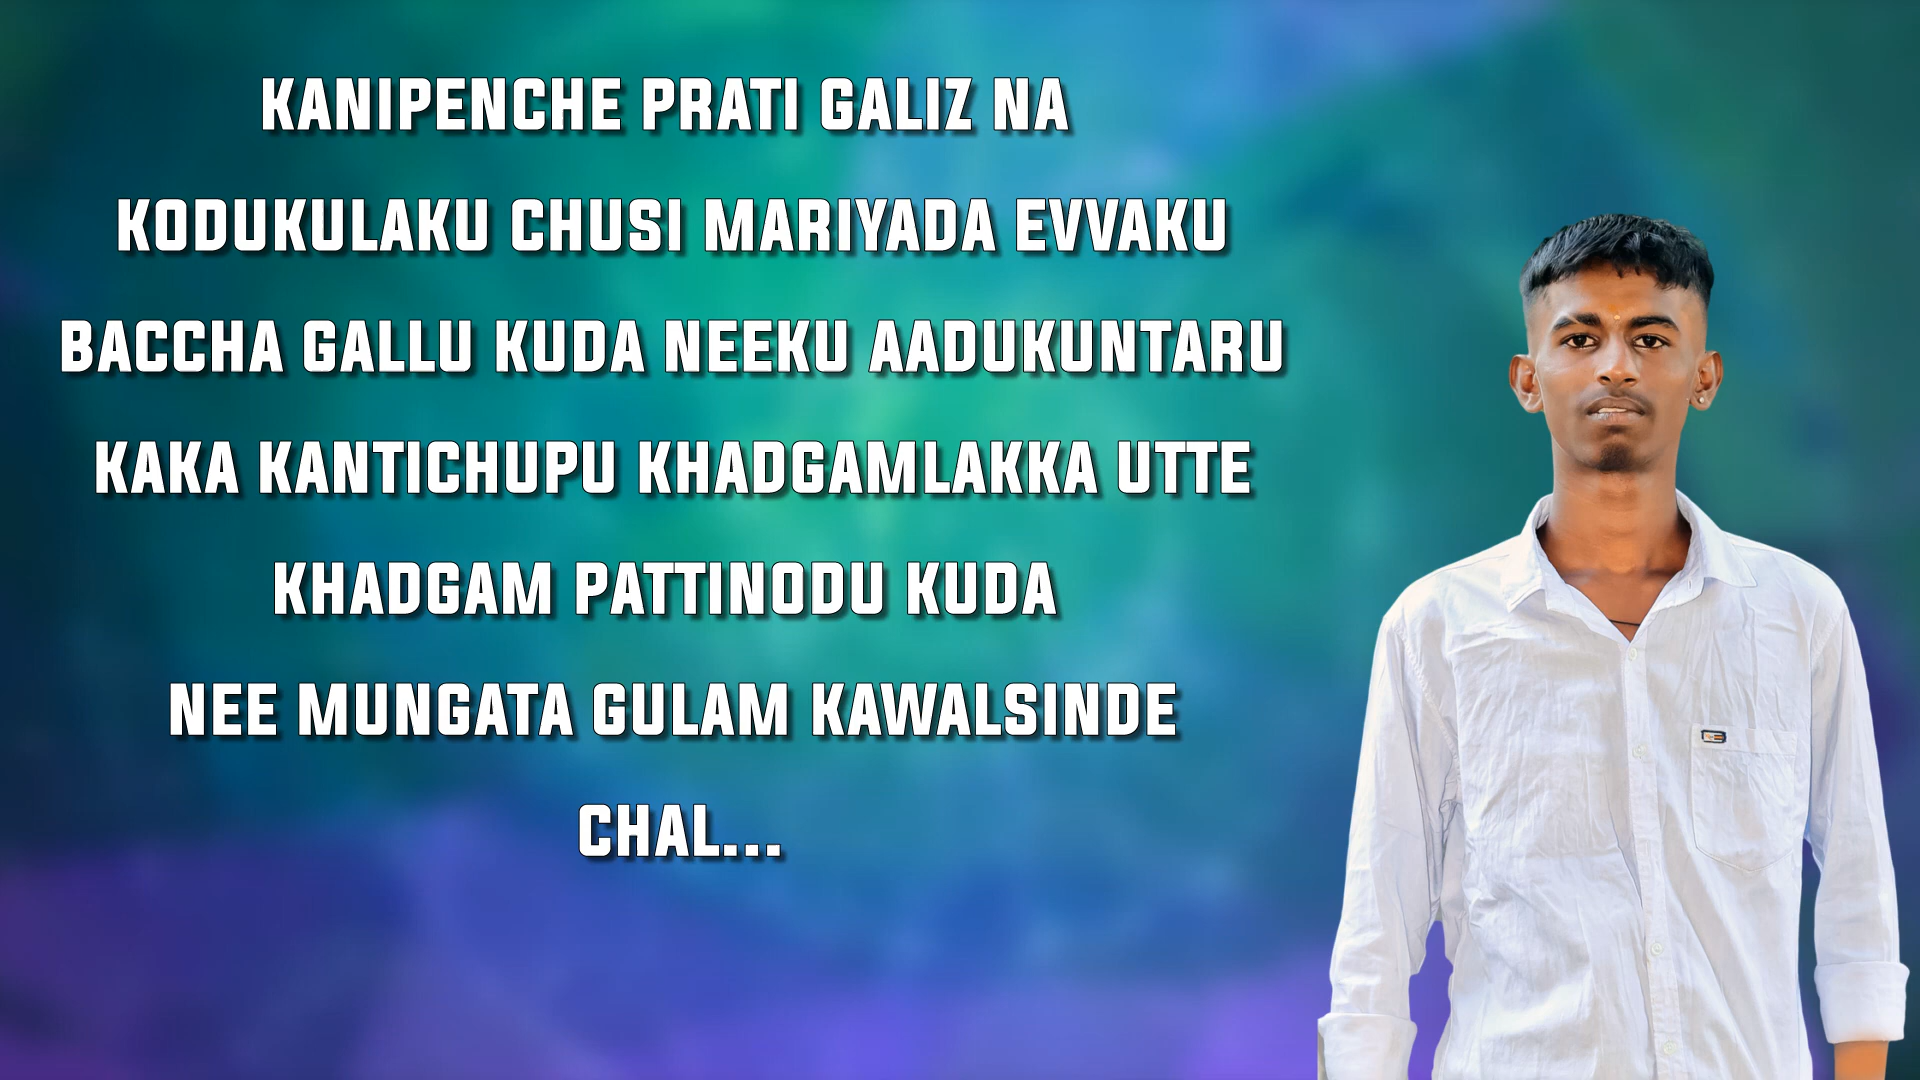 KANIPENCHE PRATI GALIZ NA
KODUKULAKU CHUSI MARIYADA EVVAKU
BACCHA GALLU KUDA NEEKU AADUKUNTARU
KAKA KANTICHUPU KHADGAMLAKKA UTTE
KHADGAM PATTINODU KUDA
NEE MUNGATA GULAM KAWALSINDE
CHAL...